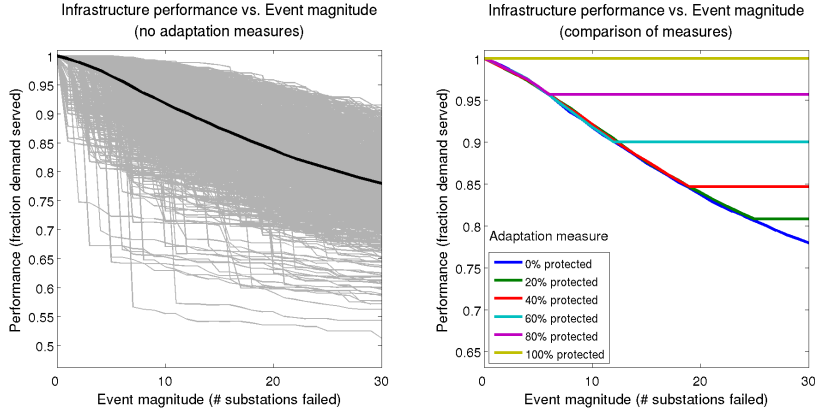 Infrastructure performance vs. Event magnitude
(no adaptation measures)
1
0.95
0.9
0.85
0.8
0.75
0.7
0.65
0.6
0.55
0.5
Performance (fraction demand served)
0
10
20
30
Event magnitude (# substations failed)
Infrastructure performance vs. Event magnitude
(comparison of measures)
1
0.95
0.9
0.85
0.8
0.75
0.7
0.65
Performance (fraction demand served)
Adaptation measure
0% protected
20% protected
40% protected
60% protected
80% protected
100% protected
0
10
20
30
Event magnitude (# substations failed)